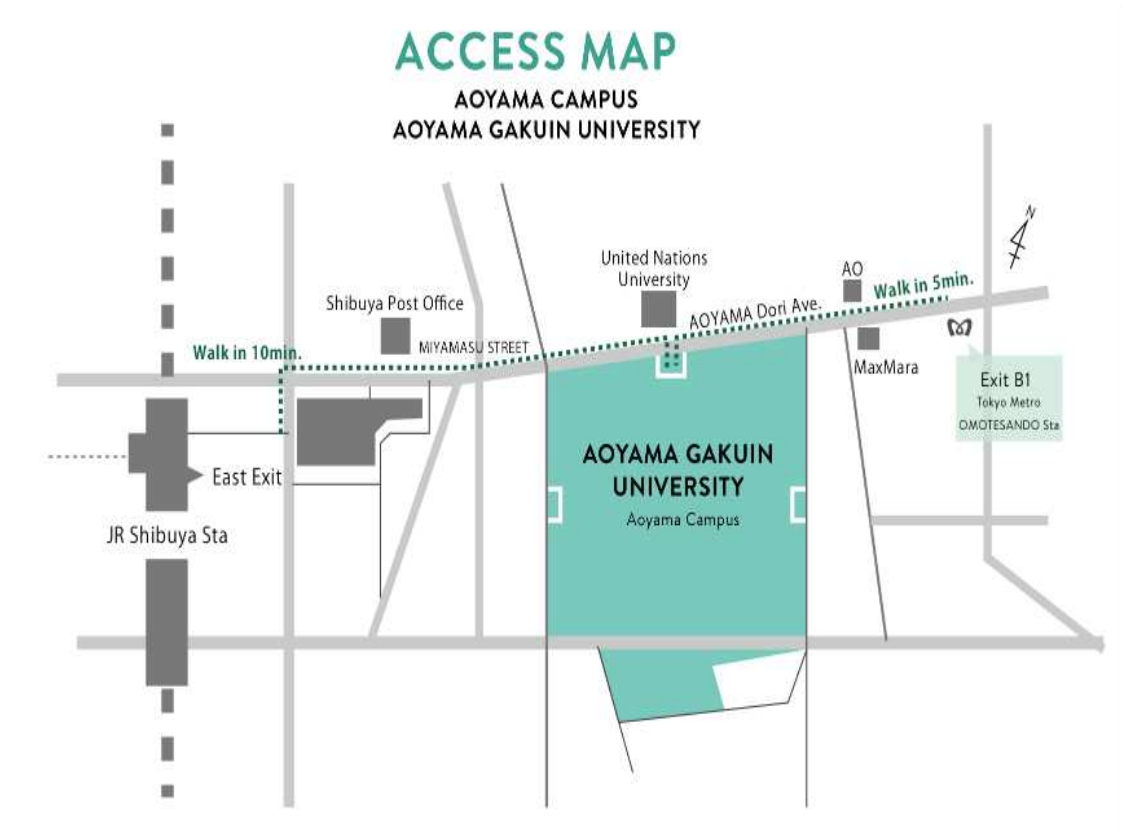 ACCESS MAP
AOYAMA CAMPUS
AOYAMA GAKUIN UNIVERSITY
N
United Nations
University
AO
Walk in 5min.
Shibuya Post Office
AOYAMA Dori Ave.
MIYAMASU STREET
Walk in 10min.
MaxMara
Exit B1
Tokyo Metro
OMOTESANDO Sta
AOYAMA GAKUIN
UNIVERSITY
Aoyama Campus
East Exit
JR Shibuya Sta